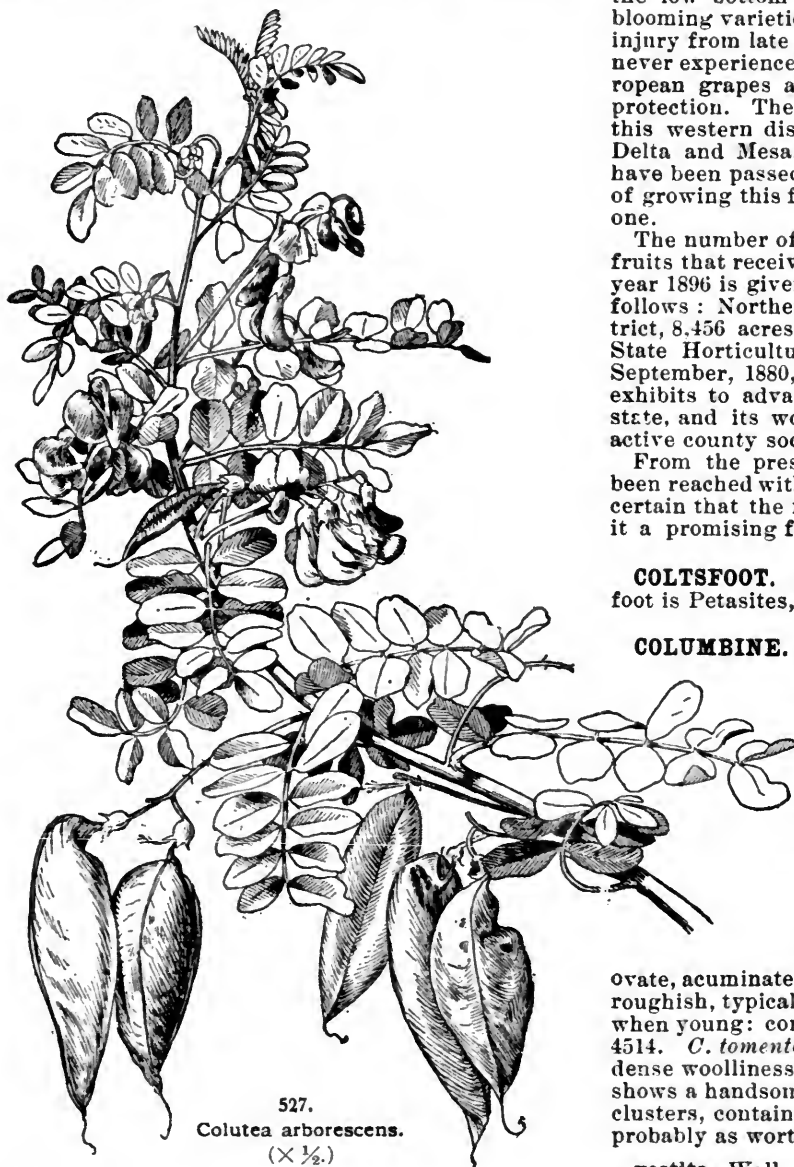 the low bottom
blooming varieti
injury from late
never experience
ropean grapes a
protection. The
this western dis
Delta and Mesa
have been passed
of growing this f
one.
The number of
fruits that receiv
year 1896 is give
follows : Northe
trict, 8,456 acres
State Horticultu
September, 1880,
exhibits to adva
state, and its wo
active county soc
From the pres
been reached with
certain that the
it a promising f
COLTSFOOT.
foot is Petasites,
COLUMBINE.
ovate, acuminate
roughish, typical
when young: cor
4514. C. tomento
dense woolliness
shows a handsom
clusters, contain
probably as wort
527.
Colutea arborescens.
(× ½.)